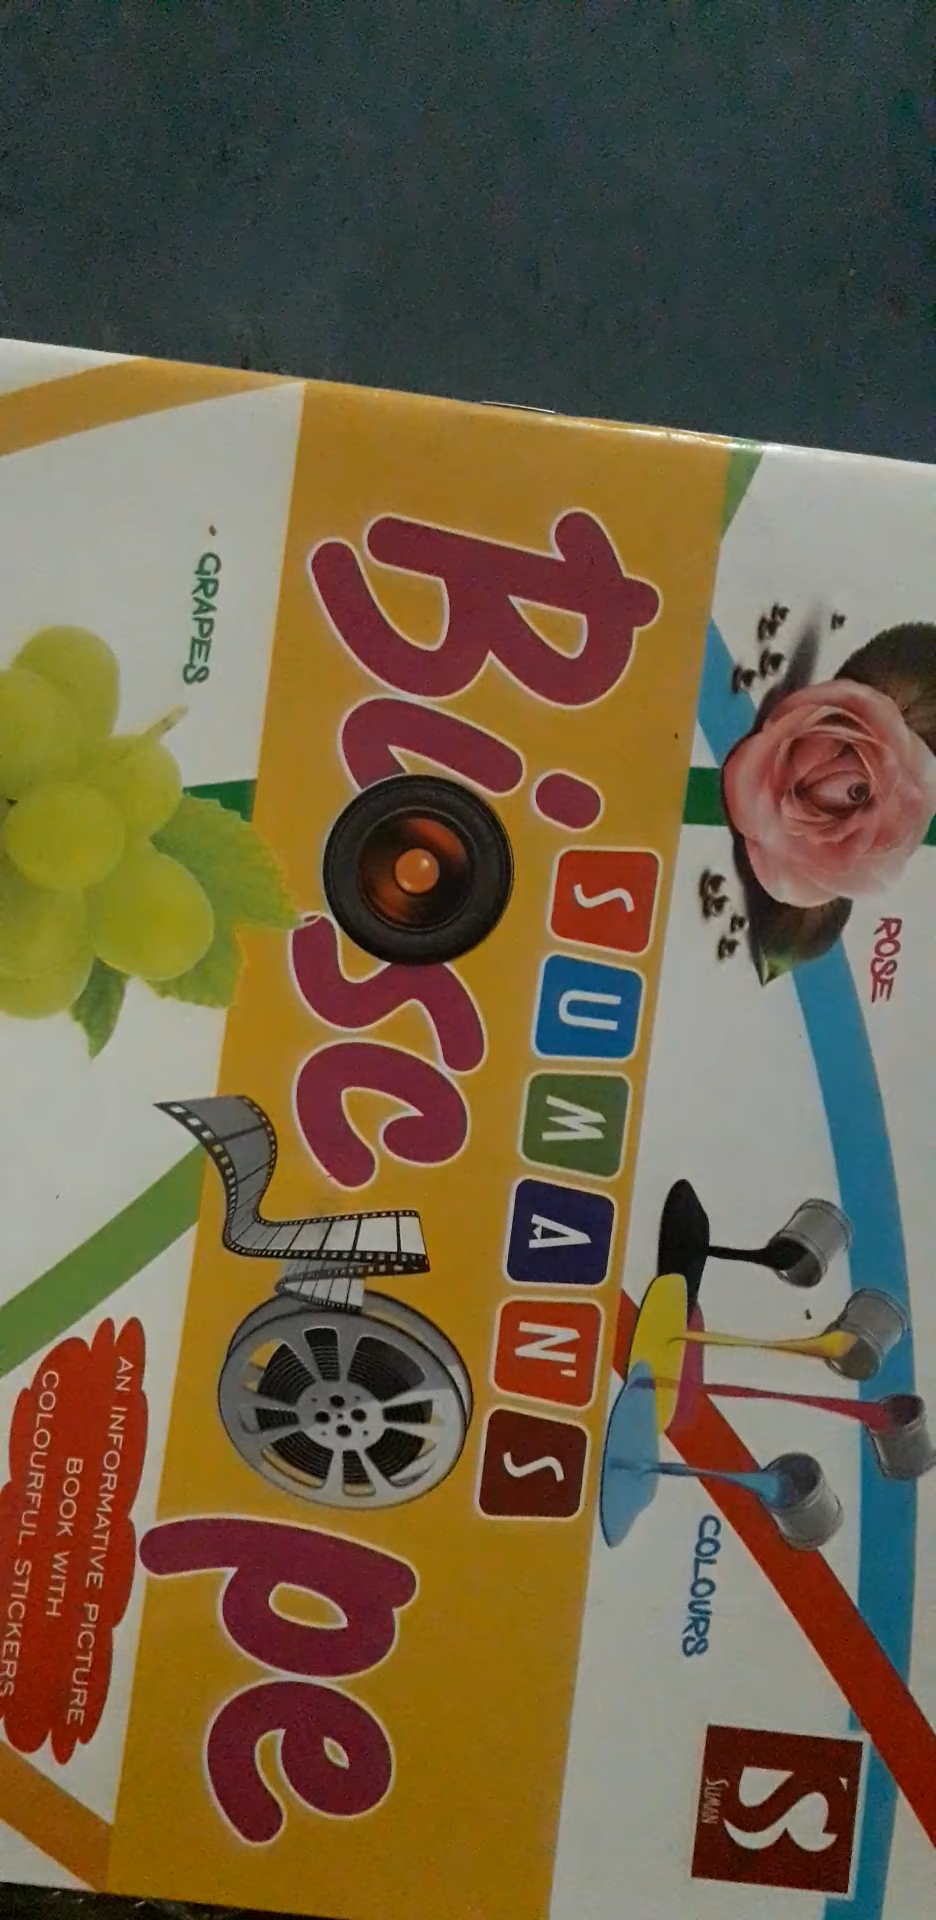 ROSE
COLOURS
SUMAN
SUMAN'S
Bioscope
GRAPES
AN INFORMATIVE PICTURE
BOOK WITH
COLOURFUL STICKERS